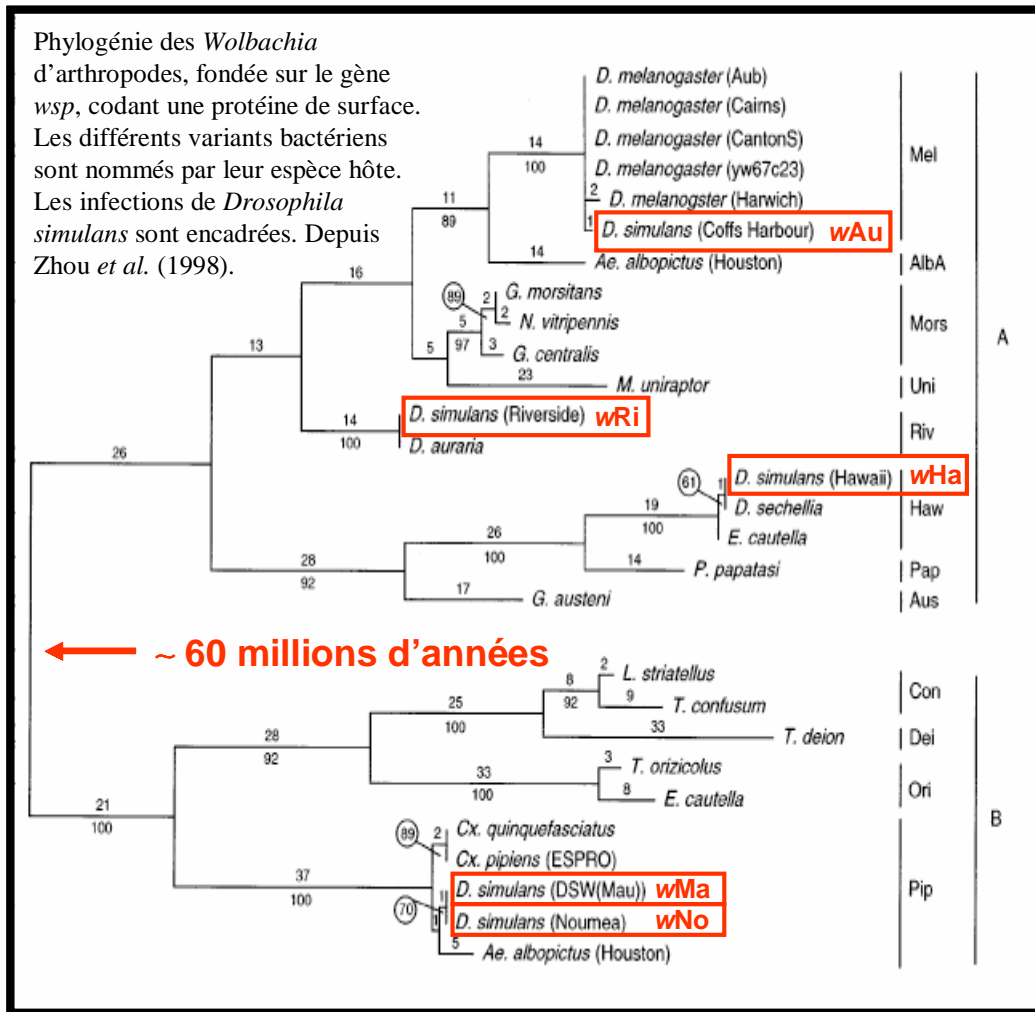 Phylogénie des Wolbachia
d'arthropodes, fondée sur le gène
wsp, codant une protéine de surface.
Les différents variants bactériens
sont nommés par leur espèce hôte.
Les infections de Drosophila
simulans sont encadrées. Depuis
Zhou et al. (1998).
D. melanogaster (Aub)
D. melanogaster (Cairns)
14
D. melanogaster (CantonS)
Mel
100
D. melanogaster (yw67c23)
11
2
D. melanogster (Harwich)
89
1
D. simulans (Coffs Harbour) wAu
14
Ae. albopictus (Houston)
AlbA
16
89
2
G. morsitans
5
2
N. vitripennis
Mors
A
13
5
97
3
G. centralis
23
M. uniraptor
Uni
14
D. simulans (Riverside) wRi
Riv
100
D. auraria
26
61
1
D. simulans (Hawaii) wHa
19
D. sechellia
Haw
26
100
E. cautella
28
100
14
P. papatasi
Pap
92
17
G. austeni
Aus
~ 60 millions d'années
2
L. striatellus
8
Con
25
92
9
T. confusum
100
33
T. deion
Dei
28
92
3
T. orizicolus
33
Ori
100
8
E. cautella
21
B
100
89
2
Cx. quinquefasciatus
Cx. pipiens (ESPRO)
37
1
D. simulans (DSW(Mau)) wMa
Pip
100
70
1
D. simulans (Noumea) wNo
5
Ae. albopictus (Houston)